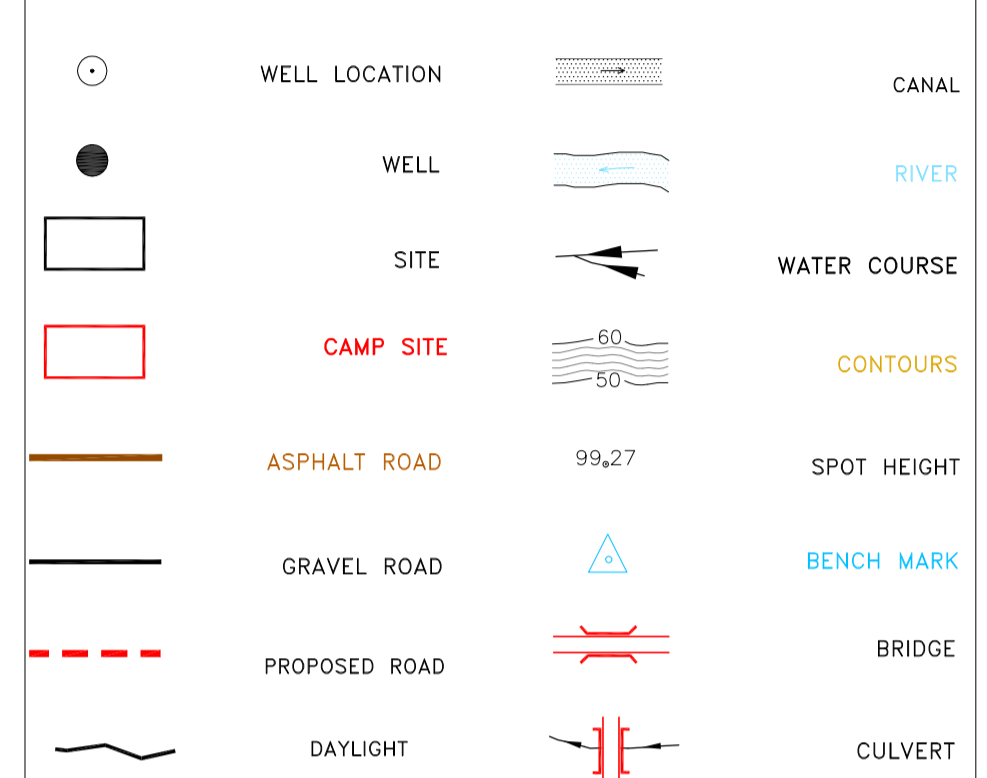 WELL LOCATION
CANAL
WELL
RIVER
SITE
WATER COURSE
CAMP SITE
60
50
CONTOURS
ASPHALT ROAD
99.27
SPOT HEIGHT
GRAVEL ROAD
BENCH MARK
PROPOSED ROAD
BRIDGE
DAYLIGHT
CULVERT